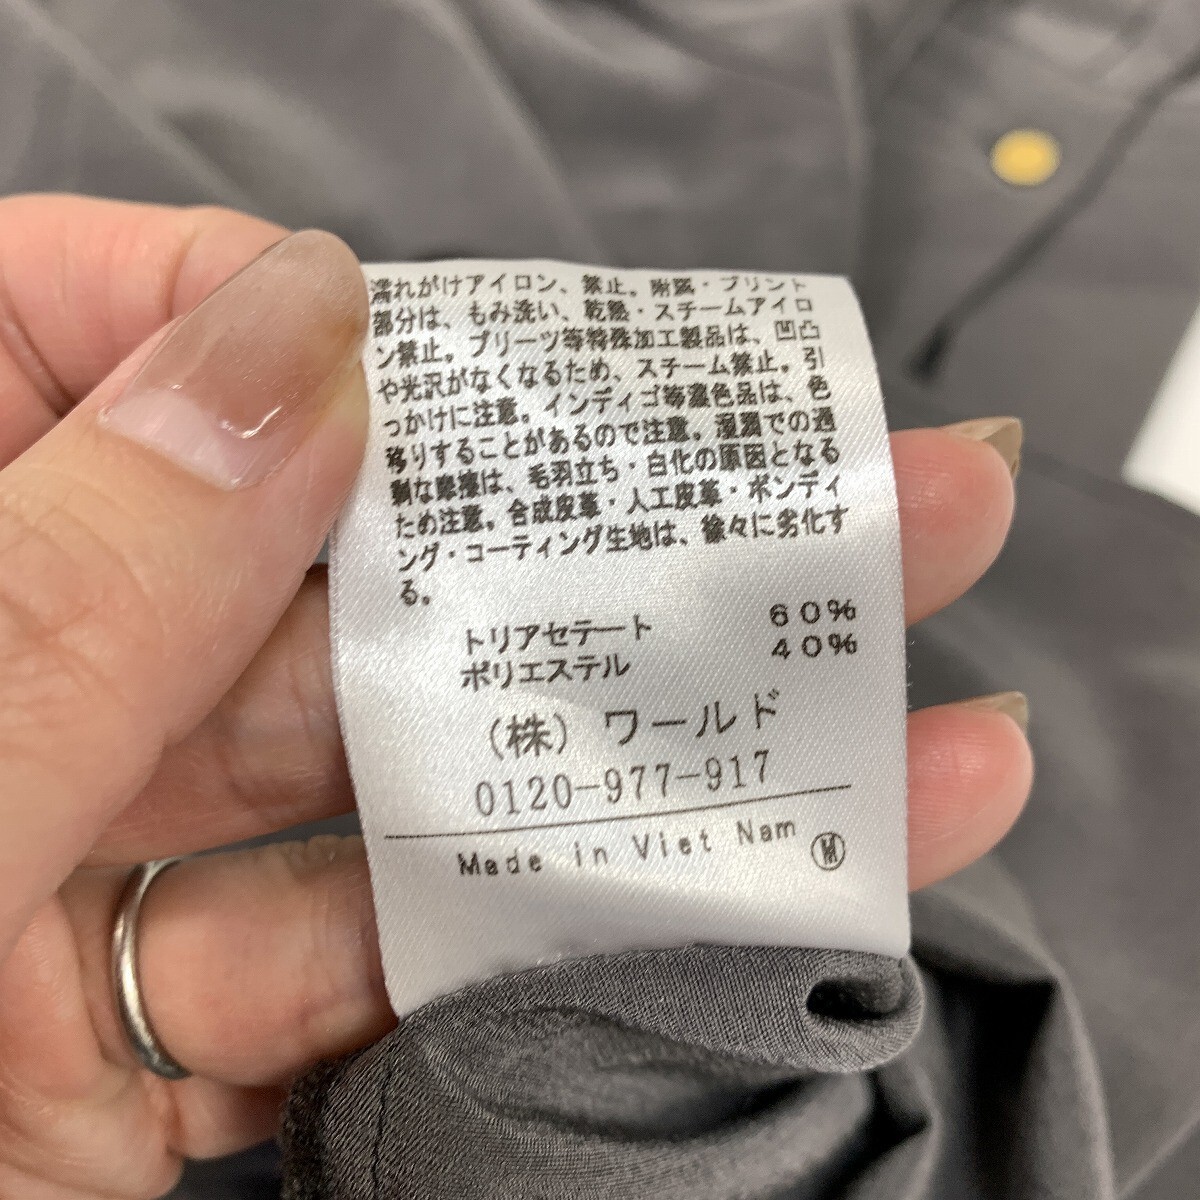 濡れがけアイロン、禁止。附属・プリント
部分は、もみ洗い、乾熱・スチームアイロ
ン禁止。プリーツ等特殊加工製品は、凹凸
や光沢がなくなるため、スチーム禁止。引
っかけに注意。インディゴ等濃色品は、色
移りすることがあるので注意。湿潤での過
剰な摩擦は、毛羽立ち・白化の原因となる
ため注意。合成皮革・人工皮革・ボンディ
ング・コーティング生地は、徐々に劣化す
る。
トリアセテート 60%
ポリエステル 40%
(株)ワールド
0120-977-917
Made in Viet Nam Ⓜ